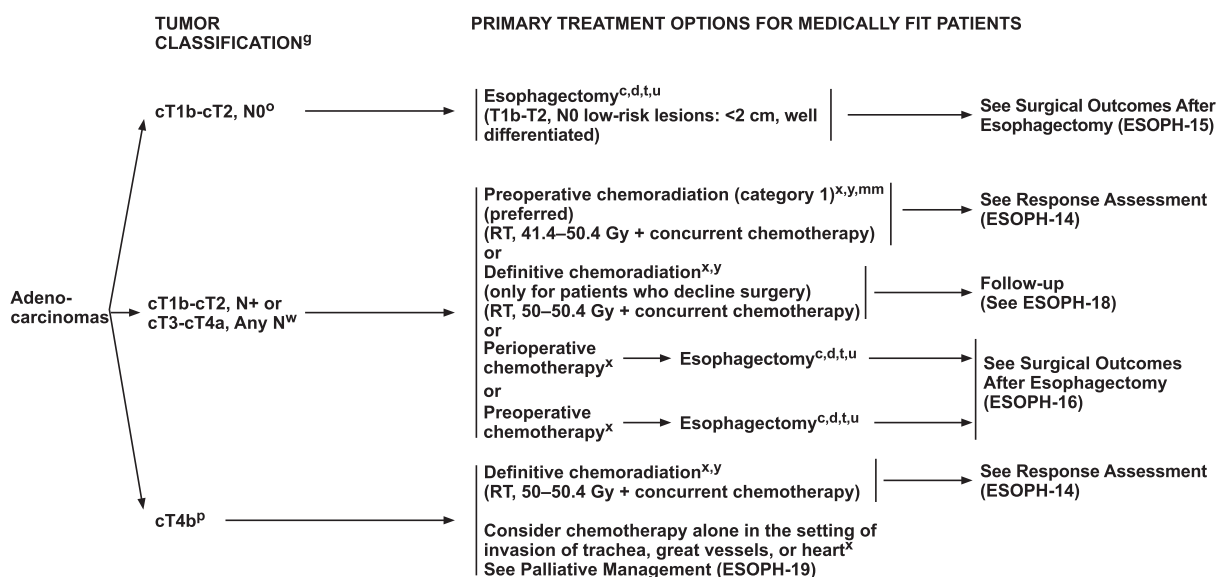 TUMOR
CLASSIFICATIONg
PRIMARY TREATMENT OPTIONS FOR MEDICALLY FIT PATIENTS
Adeno-
carcinomas
cT1b-cT2, N0o
Esophagectomyc,d,t,u
(T1b-T2, N0 low-risk lesions: <2 cm, well
differentiated)
See Surgical Outcomes After
Esophagectomy (ESOPH-15)
cT1b-cT2, N+ or
cT3-cT4a, Any Nw
Preoperative chemoradiation (category 1)x,y,mm
(preferred)
(RT, 41.4–50.4 Gy + concurrent chemotherapy)
See Response Assessment
(ESOPH-14)
or
Definitive chemoradiationx,y
(only for patients who decline surgery)
(RT, 50–50.4 Gy + concurrent chemotherapy)
Follow-up
(See ESOPH-18)
or
Perioperative
chemotherapyx
Esophagectomyc,d,t,u
or
Preoperative
chemotherapyx
Esophagectomyc,d,t,u
See Surgical Outcomes
After Esophagectomy
(ESOPH-16)
cT4bp
Definitive chemoradiationx,y
(RT, 50–50.4 Gy + concurrent chemotherapy)
See Response Assessment
(ESOPH-14)
Consider chemotherapy alone in the setting of
invasion of trachea, great vessels, or heartx
See Palliative Management (ESOPH-19)